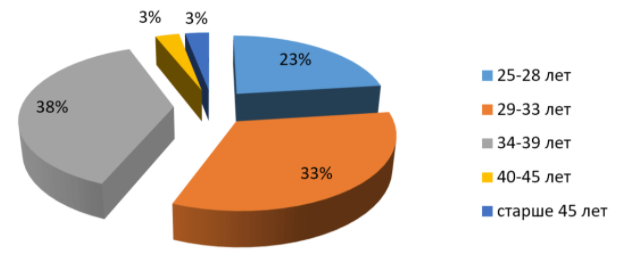 3%
3%
23%
38%
33%
25-28 лет
29-33 лет
34-39 лет
40-45 лет
старше 45 лет